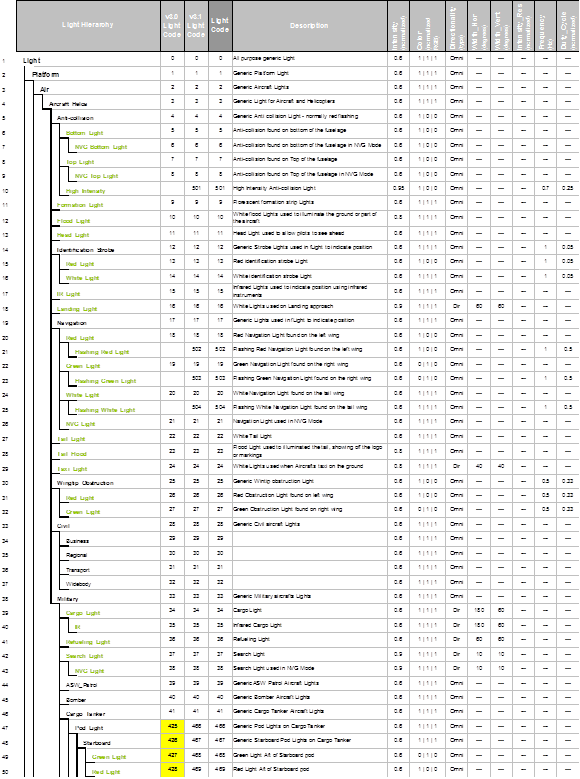 Light Hierarchy v3.0 Light Code v3.1 Light Code Light Code Description Intensity (normalized) Color (normalized RGB) Directionality (type) Width_Hor (degrees) Width_Vert (degrees) Intensity_Res (normalized) Frequency (Hz) Duty_Cycle (normalized)
1 Light 0 0 0 All purpose generic Light 0.6 1|1|1 Omni — — — — —
2 Platform 1 1 1 Generic Platform Light 0.6 1|1|1 Omni — — — — —
3 Air 2 2 2 Generic Aircraft Lights 0.6 1|1|1 Omni — — — — —
4 Aircraft Helos 3 3 3 Generic Light for Aircraft and Helicopters 0.6 1|1|1 Omni — — — — —
5 Anti-collision 4 4 4 Generic Anti collision Light - normally red flashing 0.6 1|0|0 Omni — — — — —
6 Bottom Light 5 5 5 Anti-collision found on bottom of the fuselage 0.6 Omni — — — — —
7 NVG Bottom Light 6 6 6 Anti-collision found on bottom of the fuselage in NVG Mode 0.6 Omni — — — — —
8 Top Light 7 7 7 Anti-collision found on Top of the fuselage 0.6 Omni — — — — —
9 NVG Top Light 8 8 8 Anti-collision found on Top of the fuselage in NVG Mode 0.6 Omni — — — — —
10 High Intensity 501 501 High Intensity Anti-collision Light 0.95 1|0|0 Omni — — — 0.7 0.25
11 Formation Light 9 9 9 Florescent formation strip Lights 0.6 Omni — — — — —
12 Flood Light 10 10 10 White flood Lights used to illuminate the ground or part of the aircraft 1|1|1 Omni — — — — —
13 Head Light 11 11 11 Head Light used to allow pilots to see ahead 1|1|1 Omni — — — — —
14 Identification Strobe 12 12 12 Generic Strobe Lights used in flight to indicate position 0.6 1|1|1 Omni — — — 1 0.05
15 Red Light 13 13 13 Red identification strobe Light 0.6 1|0|0 Omni — — — 1 0.05
16 White Light 14 14 14 White identification strobe Light 0.6 1|1|1 Omni — — — 1 0.05
17 IR Light 15 15 15 Infrared Lights used to indicate position using infrared instruments 0.6 1|1|1 Omni — — — — —
18 Landing Light 16 16 16 White Lights used on Landing approach 0.9 1|1|1 Dir 60 60 — — —
19 Navigation 17 17 17 Generic Lights used in flight to indicate position 0.6 1|1|1 Omni — — — — —
20 Red Light 18 18 18 Red Navigation Light found on the left wing 0.6 1|0|0 Omni — — — — —
21 Flashing Red Light 502 502 Flashing Red Navigation Light found on the left wing 0.6 1|0|0 Omni — — — 1 0.5
22 Green Light 19 19 19 Green Navigation Light found on the right wing 0.6 0|1|0 Omni — — — — —
23 Flashing Green Light 503 503 Flashing Green Navigation Light found on the right wing 0.6 0|1|0 Omni — — — 1 0.5
24 White Light 20 20 20 White Navigation Light found on the tail wing 0.6 1|1|1 Omni — — — — —
25 Flashing White Light 504 504 Flashing White Navigation Light found on the tail wing 0.6 1|1|1 Omni — — — 1 0.5
26 NVG Light 21 21 21 Navigation Light used in NVG Mode 0.6 1|1|1 Omni — — — — —
27 Tail Light 22 22 22 White Tail Light 0.6 1|1|1 Omni — — — — —
28 Tail Flood 23 23 23 Flood Light used to illuminated the tail, showing of the logo or markings 1|1|1 Omni — — — — —
29 Taxi Light 24 24 24 White Lights used when Aircrafts taxi on the ground 1|1|1 Dir 40 40 — — —
30 Wingtip Obstruction 25 25 25 Generic Wintip obstruction Light 0.6 1|0|0 Omni — — — 0.5 0.33
31 Red Light 26 26 26 Red Obstruction Light found on left wing 0.6 1|0|0 Omni — — — 0.5 0.33
32 Green Light 27 27 27 Green Obstruction Light found on right wing 0.6 0|1|0 Omni — — — 0.5 0.33
33 Civil 28 28 28 Generic Civil aircraft Lights 0.6 1|1|1 Omni — — — — —
34 Business 29 29 29 0.6 1|1|1 Omni — — — — —
35 Regional 30 30 30 0.6 1|1|1 Omni — — — — —
36 Transport 31 31 31 0.6 1|1|1 Omni — — — — —
37 Widebody 32 32 32 0.6 1|1|1 Omni — — — — —
38 Military 33 33 33 Generic Military aircrafts Lights 0.6 1|1|1 Omni — — — — —
39 Cargo Light 34 34 34 Cargo Light 0.6 1|1|1 Dir 180 60 — — —
40 IR 35 35 35 Infrared Cargo Light 0.6 1|1|1 Dir 180 60 — — —
41 Refueling Light 36 36 36 Refueling Light 0.6 1|1|1 Dir 60 60 — — —
42 Search Light 37 37 37 Search Light 0.9 1|1|1 Dir 10 10 — — —
43 NVG Light 38 38 38 Search Light used in NVG Mode 0.9 1|1|1 Dir 10 10 — — —
44 ASW_Patrol 39 39 39 Generic ASW Patrol Aircraft Lights 0.6 1|1|1 Omni — — — — —
45 Bomber 40 40 40 Generic Bomber Aircraft Lights 0.6 1|1|1 Omni — — — — —
46 Cargo Tanker 41 41 41 Generic Cargo Tanker Aircraft Lights 0.6 1|1|1 Omni — — — — —
47 Pod Light 425 466 466 Generic Pod Lights on Cargo Tanker 0.6 1|1|1 Omni — — — — —
48 Starboard 426 467 467 Generic Starboard Pod Lights on Cargo Tanker 0.6 1|1|1 Omni — — — — —
49 Green Light 427 468 468 Green Light Aft of Starboard pod 0.6 0|1|0 Omni — — — — —
50 Red Light 428 469 469 Red Light Aft of Starboard pod 0.6 1|0|0 Omni — — — — —